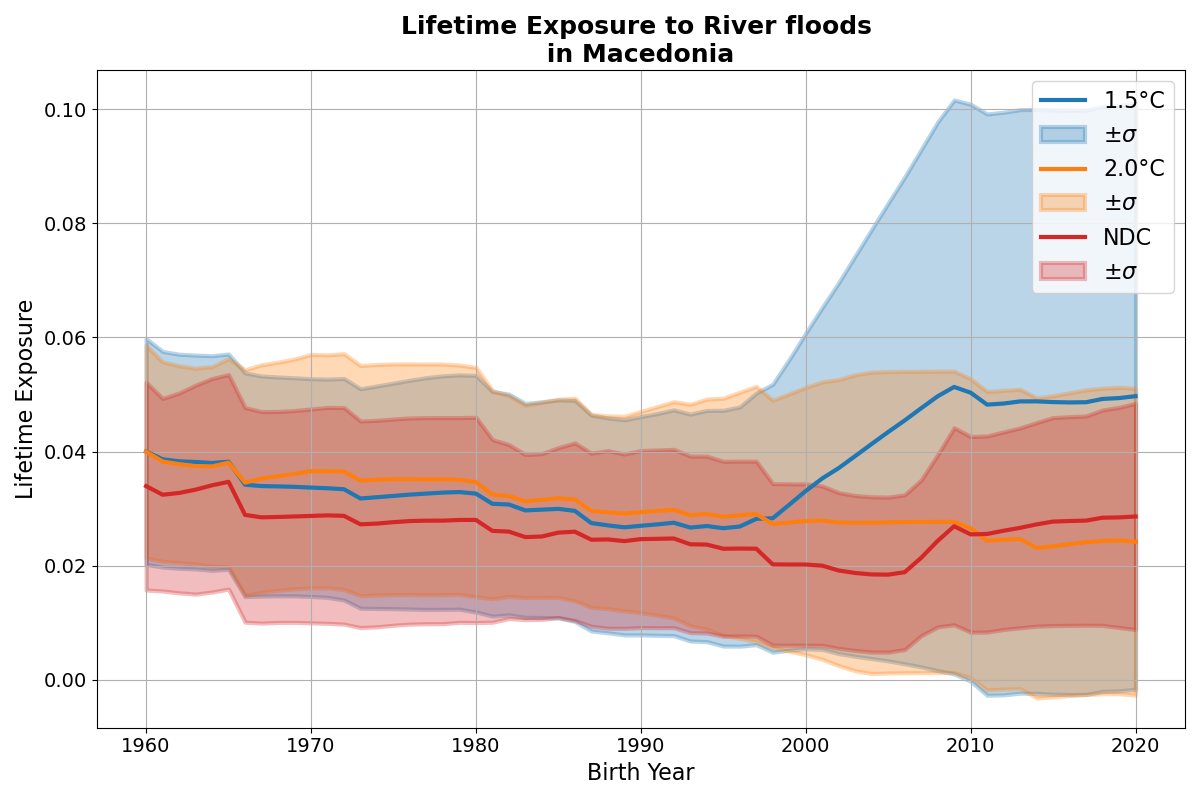 Lifetime Exposure to River floods
in Macedonia
Lifetime Exposure
0.10
0.08
0.06
0.04
0.02
0.00
1960 1970 1980 1990 2000 2010 2020
Birth Year
1.5°C
±σ
2.0°C
±σ
NDC
±σ